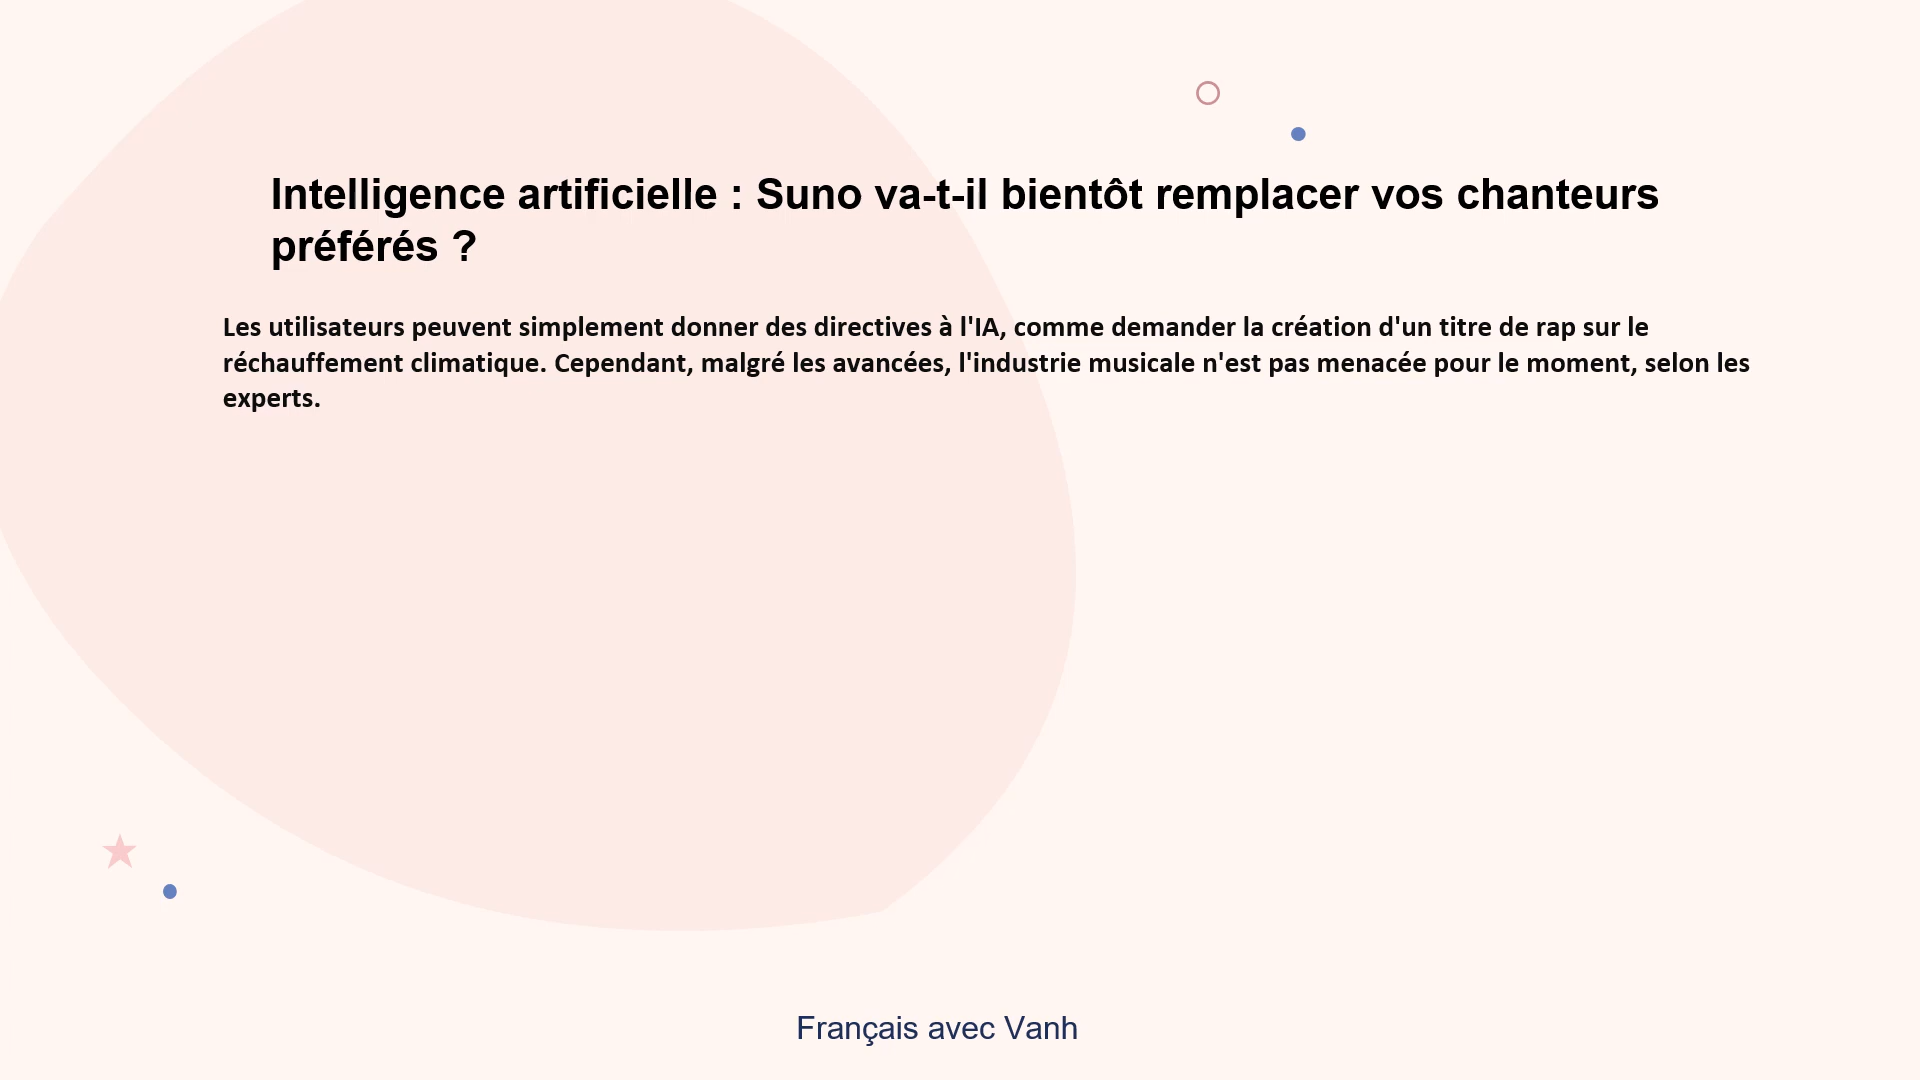 Intelligence artificielle : Suno va-t-il bientôt remplacer vos chanteurs
préférés ?
Les utilisateurs peuvent simplement donner des directives à l'IA, comme demander la création d'un titre de rap sur le
réchauffement climatique. Cependant, malgré les avancées, l'industrie musicale n'est pas menacée pour le moment, selon les
experts.
Français avec Vanh